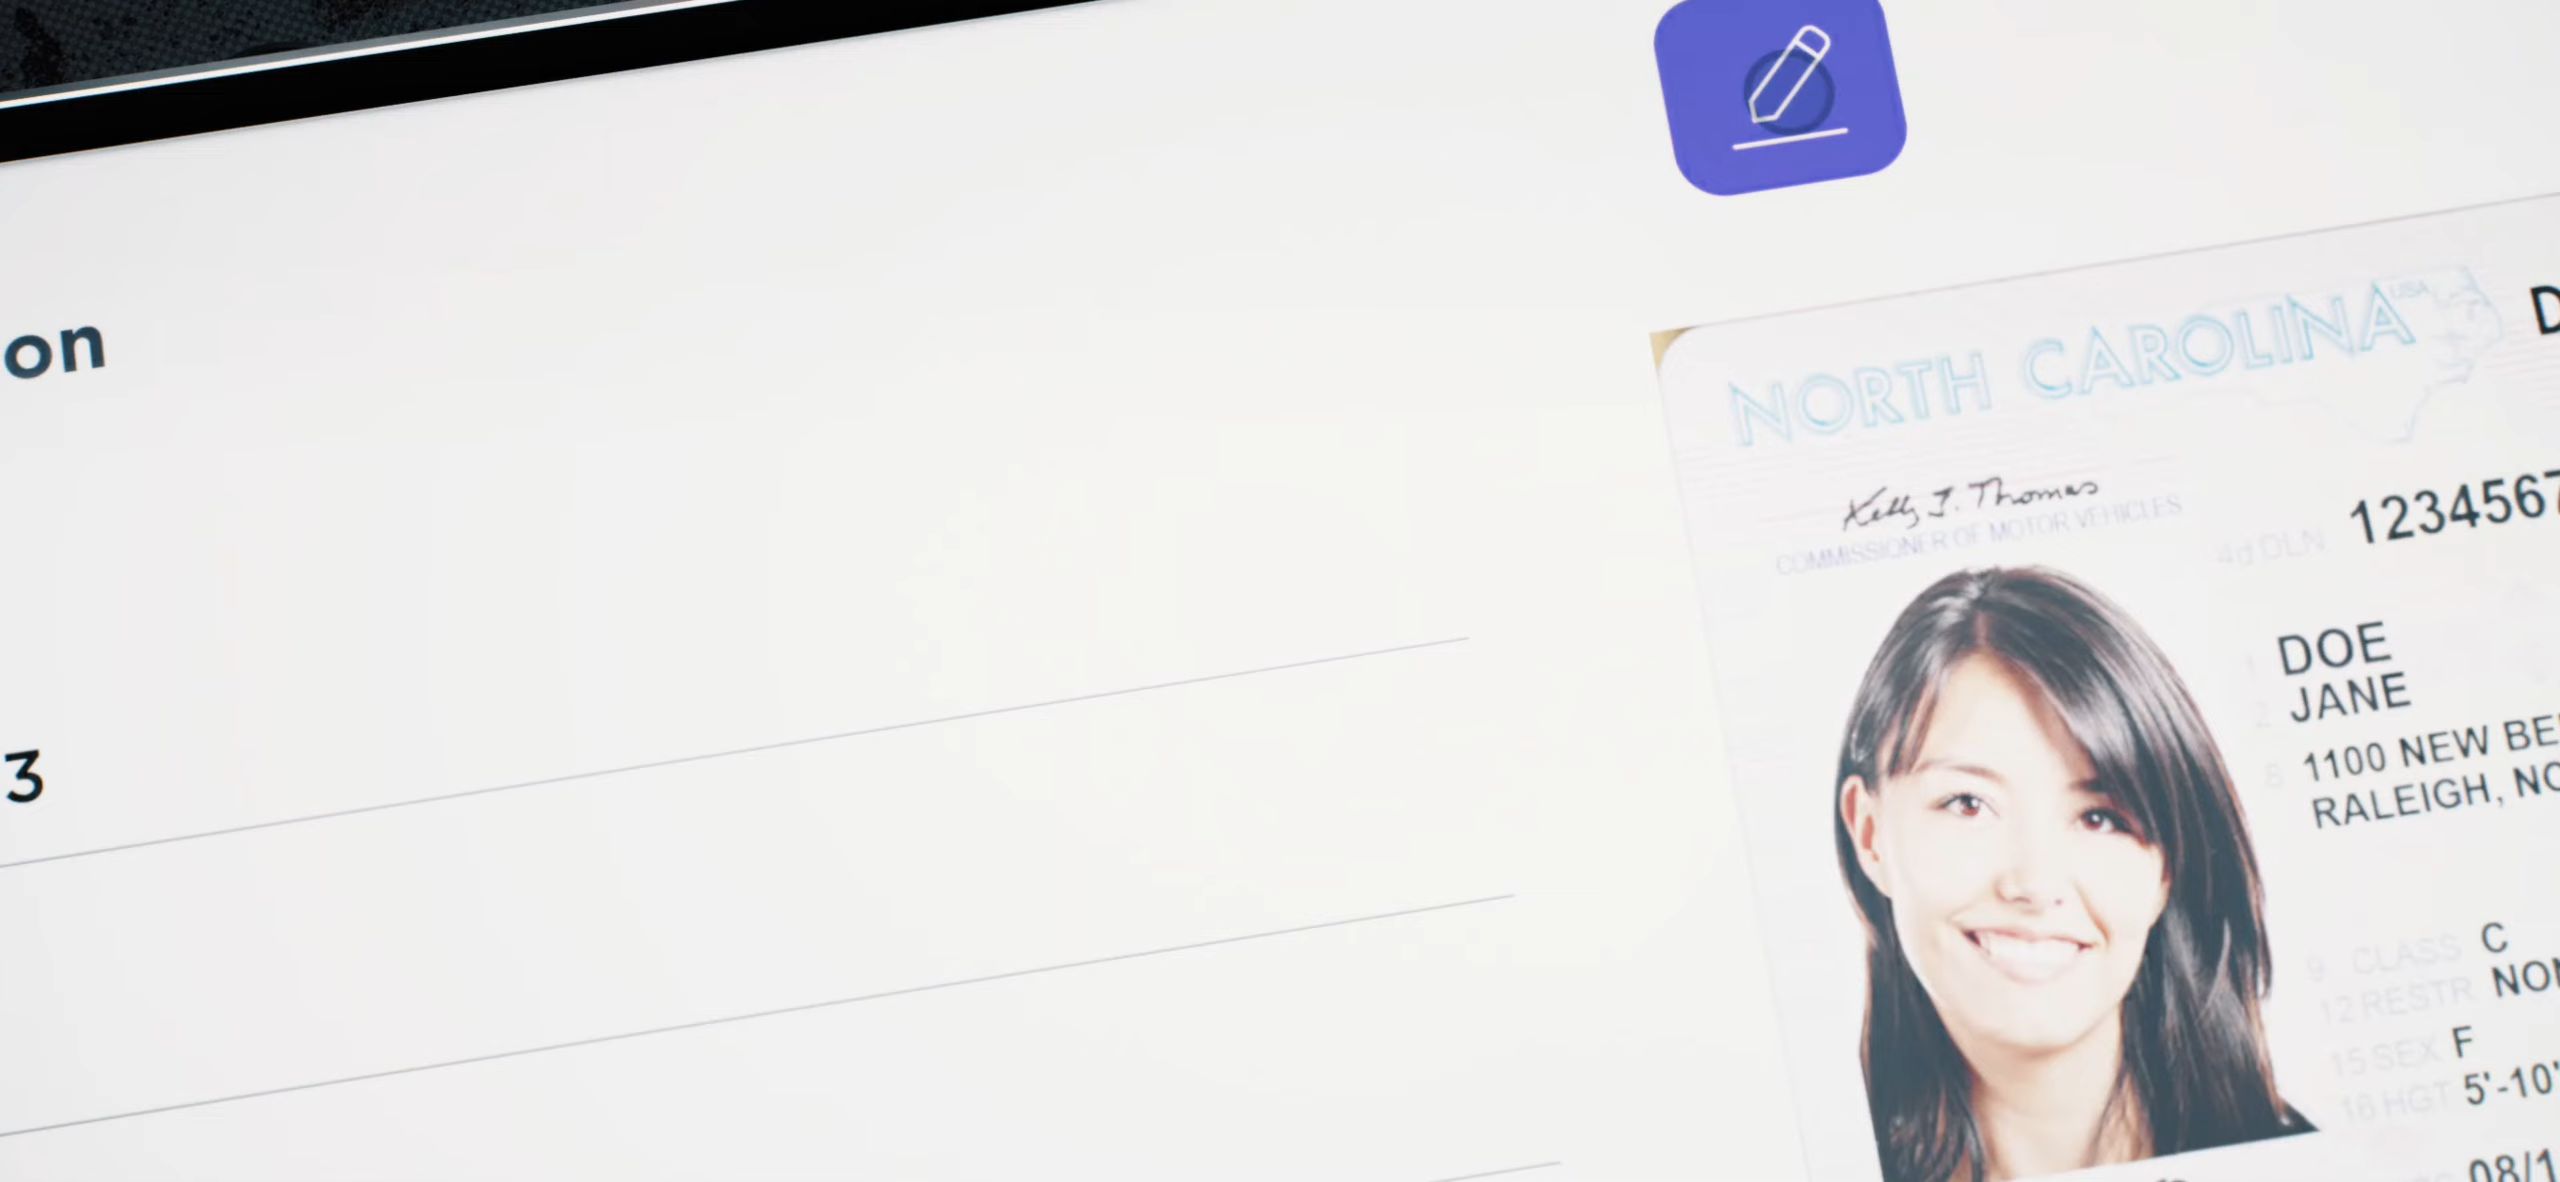 on
3
NORTH CAROLINA USA
D
Kelly J. Thomas
COMMISSIONER OF MOTOR VEHICLES
4d DLN 1234567
1 DOE
2 JANE
8 1100 NEW BE
RALEIGH, NC
9 CLASS C
12 RESTR NON
15 SEX F
16 HGT 5'-10"
08/1